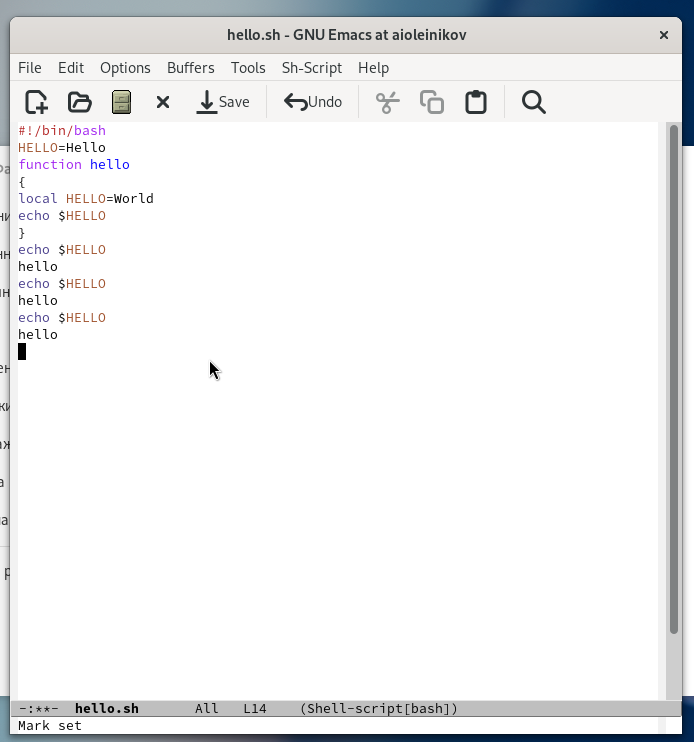 hello.sh - GNU Emacs at aioleinikov
File Edit Options Buffers Tools Sh-Script Help
Save Undo
#!/bin/bash
HELLO=Hello
function hello
{
local HELLO=World
echo $HELLO
}
echo $HELLO
hello
echo $HELLO
hello
echo $HELLO
hello
-:**- hello.sh All L14 (Shell-script[bash])
Mark set